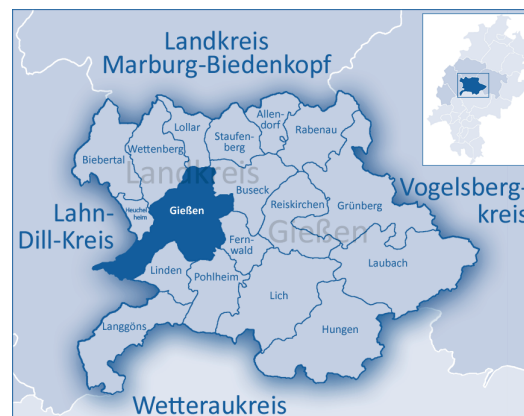 Landkreis
Marburg-Biedenkopf
Allen-
dorf
Lollar
Staufen-
berg
Rabenau
Wettenberg
Biebertal
Landkreis
Buseck
Vogelsberg-
kreis
Heuchel
heim
Gießen
Reiskirchen
Grünberg
Lahn-
Dill-Kreis
Gießen
Fern-
wald
Laubach
Linden
Pohlheim
Lich
Langgöns
Hungen
Wetteraukreis